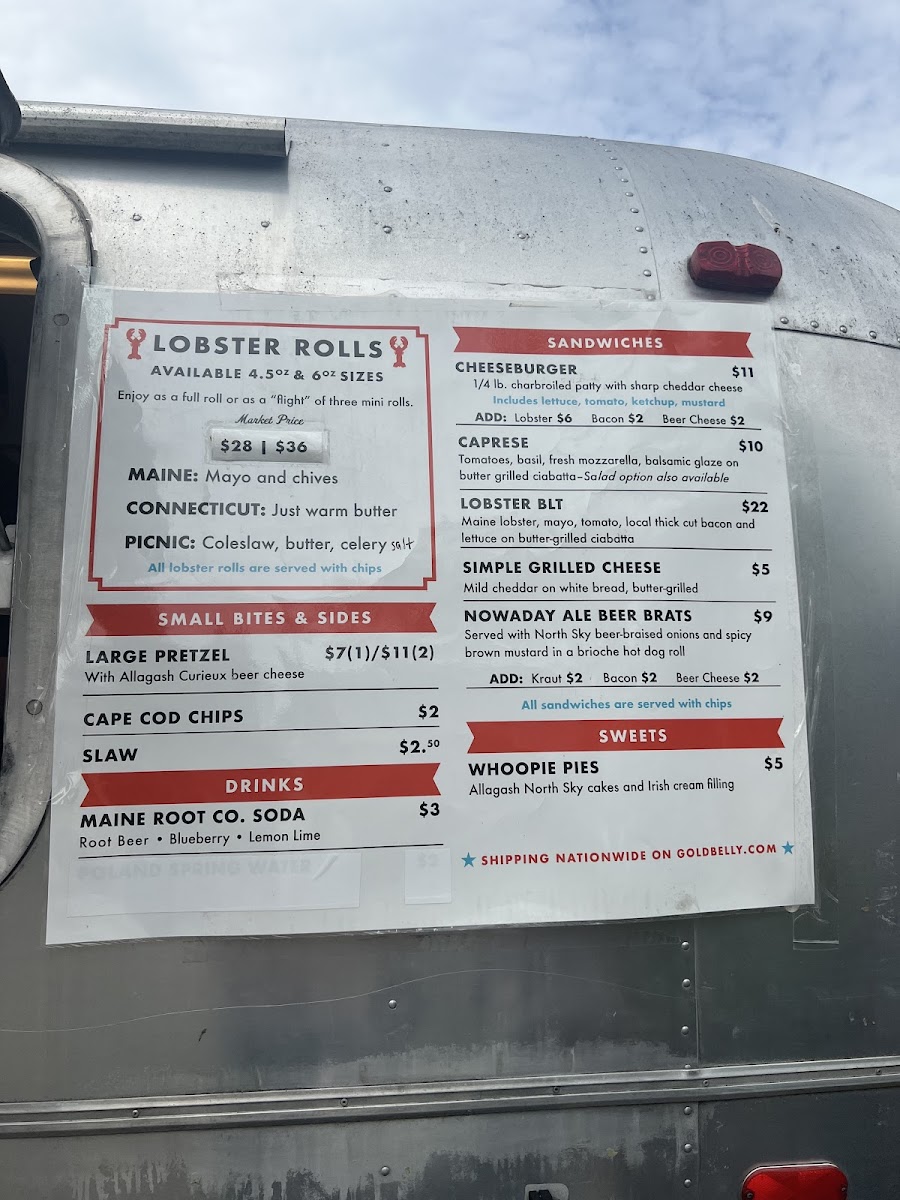 LOBSTER ROLLS
AVAILABLE 4.5oz & 6oz SIZES
Enjoy as a full roll or as a “flight” of three mini rolls.
Market Price
$28 | $36
MAINE: Mayo and chives
CONNECTICUT: Just warm butter
PICNIC: Coleslaw, butter, celery salt
All lobster rolls are served with chips
SMALL BITES & SIDES
LARGE PRETZEL $7(1)/$11(2)
With Allagash Curieux beer cheese
CAPE COD CHIPS $2
SLAW $2.50
DRINKS
MAINE ROOT CO. SODA $3
Root Beer • Blueberry • Lemon Lime
POLAND SPRING WATER $2
SANDWICHES
CHEESEBURGER $11
1/4 lb. charbroiled patty with sharp cheddar cheese
Includes lettuce, tomato, ketchup, mustard
ADD: Lobster $6 Bacon $2 Beer Cheese $2
CAPRESE $10
Tomatoes, basil, fresh mozzarella, balsamic glaze on
butter grilled ciabatta–Salad option also available
LOBSTER BLT $22
Maine lobster, mayo, tomato, local thick cut bacon and
lettuce on butter-grilled ciabatta
SIMPLE GRILLED CHEESE $5
Mild cheddar on white bread, butter-grilled
NOWADAY ALE BEER BRATS $9
Served with North Sky beer-braised onions and spicy
brown mustard in a brioche hot dog roll
ADD: Kraut $2 Bacon $2 Beer Cheese $2
All sandwiches are served with chips
SWEETS
WHOOPIE PIES $5
Allagash North Sky cakes and Irish cream filling
★ SHIPPING NATIONWIDE ON GOLDBELLY.COM ★